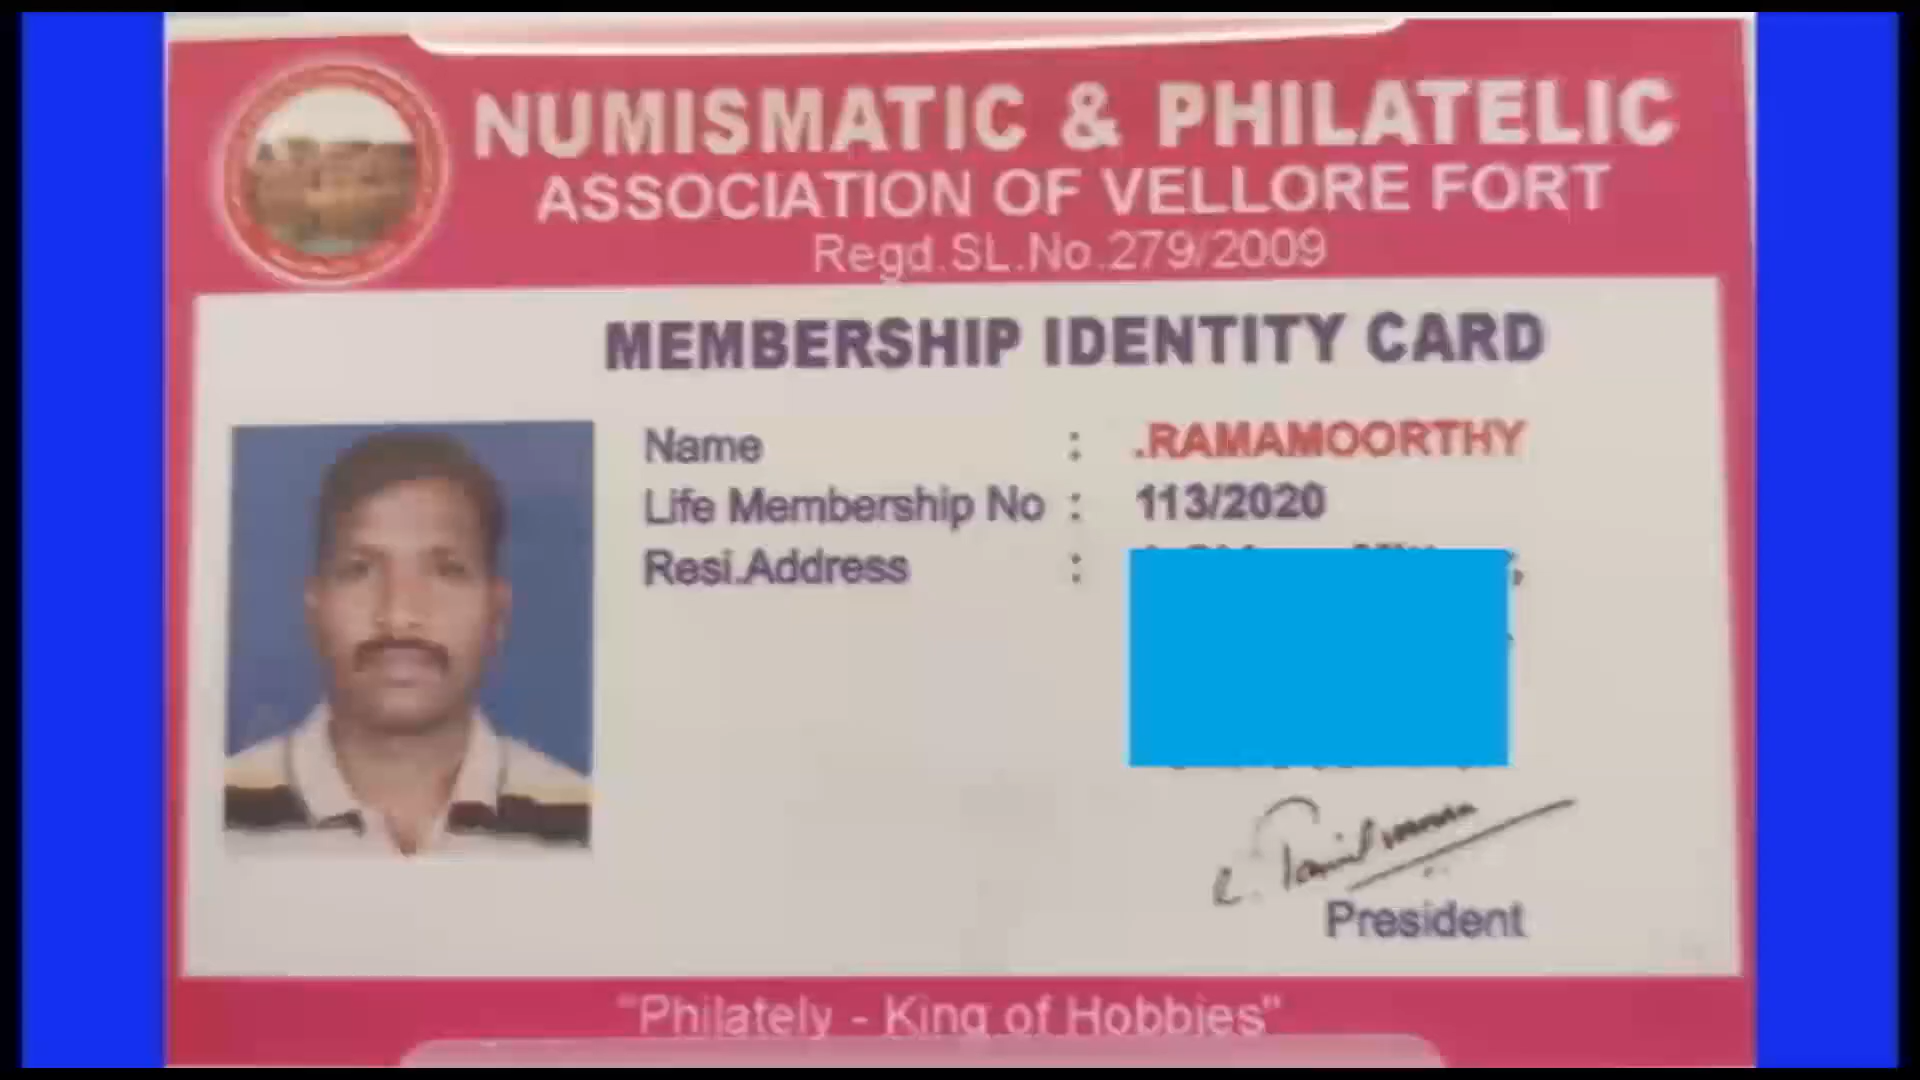 NUMISMATIC & PHILATELIC
ASSOCIATION OF VELLORE FORT
Regd.SL.No.279/2009
MEMBERSHIP IDENTITY CARD
Name : .RAMAMOORTHY
Life Membership No : 113/2020
Resi.Address :
President
"Philately - King of Hobbies"